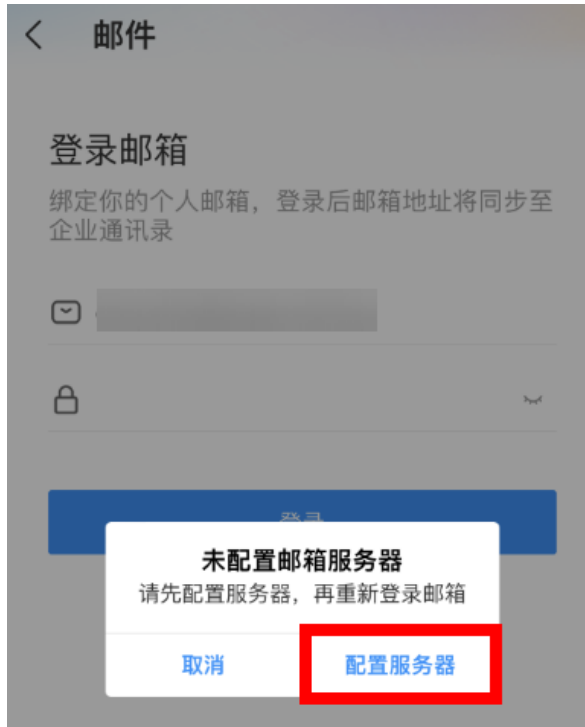 邮件
登录邮箱
绑定你的个人邮箱，登录后邮箱地址将同步至
企业通讯录
登录
未配置邮箱服务器
请先配置服务器，再重新登录邮箱
取消
配置服务器